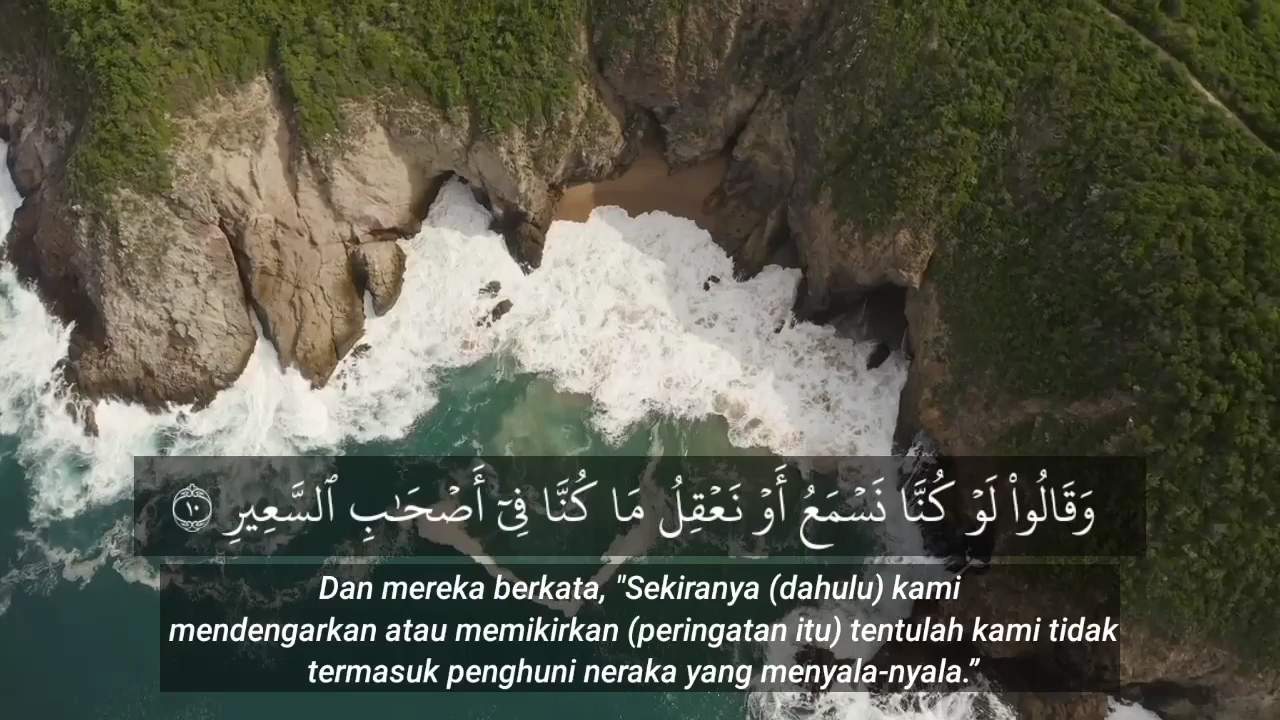 وَقَالُوا۟ لَوْ كُنَّا نَسْمَعُ أَوْ نَعْقِلُ مَا كُنَّا فِىٓ أَصْحَـٰبِ ٱلسَّعِيرِ ١٠
Dan mereka berkata, "Sekiranya (dahulu) kami
mendengarkan atau memikirkan (peringatan itu) tentulah kami tidak
termasuk penghuni neraka yang menyala-nyala.”